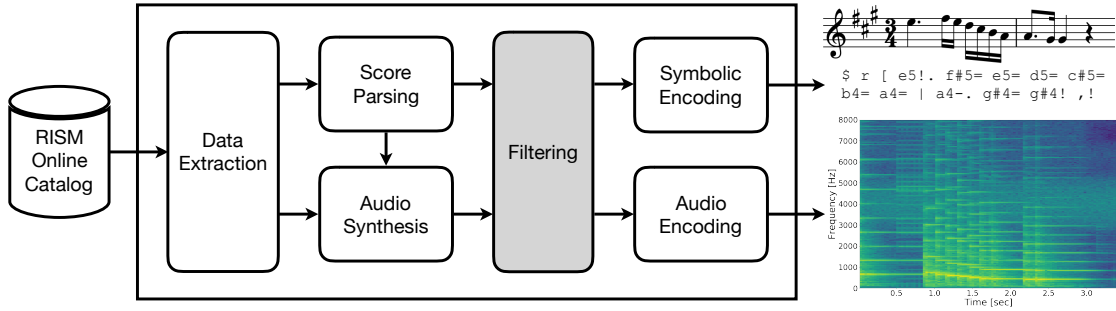 RISM
Online
Catalog
Data
Extraction
Score
Parsing
Audio
Synthesis
Filtering
Symbolic
Encoding
Audio
Encoding
3
4
$ r [ e5!. f#5= e5= d5= c#5=
b4= a4= | a4-. g#4= g#4! ,!
8000
7000
6000
5000
4000
3000
2000
1000
0
Frequency [Hz]
0.5 1.0 1.5 2.0 2.5 3.0
Time [sec]